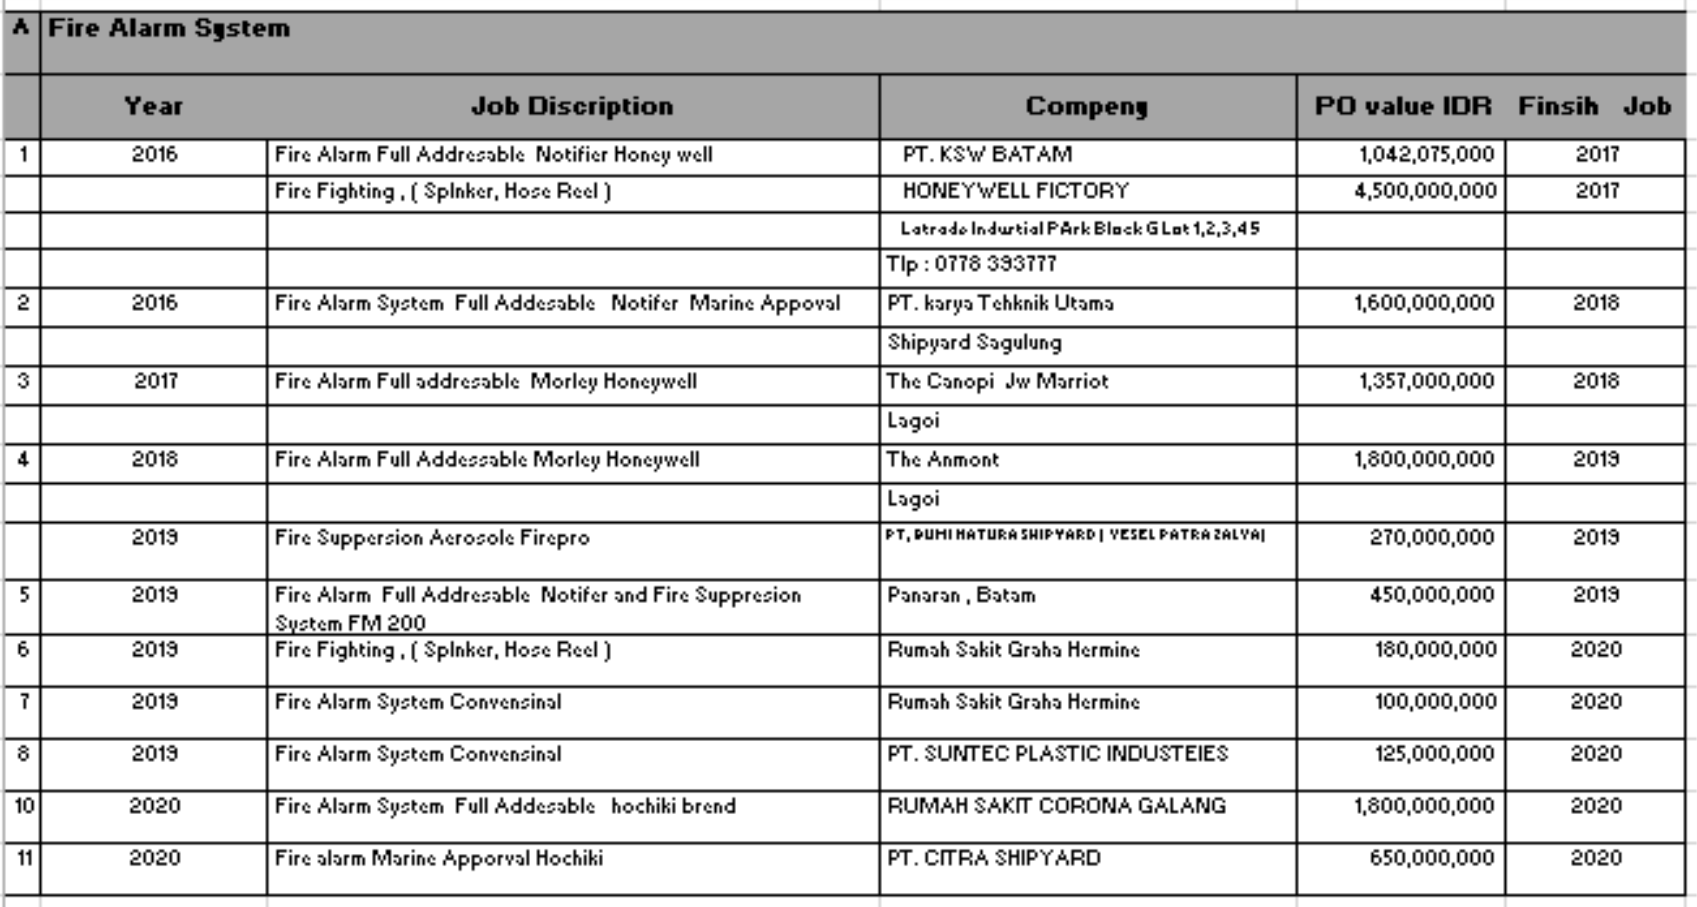 A Fire Alarm System
Year Job Discription Compeny PO value IDR Finsih Job
1 2016 Fire Alarm Full Addresable Notifier Honey well PT. KSW BATAM 1,042,075,000 2017
Fire Fighting , ( Splnker, Hose Reel ) HONEYWELL FICTORY 4,500,000,000 2017
Latrade Indurtial PArk Block G Lot 1,2,3,45
Tlp : 0778 393777
2 2016 Fire Alarm System Full Addesable Notifer Marine Appoval PT. karya Tehknik Utama 1,600,000,000 2018
Shipyard Sagulung
3 2017 Fire Alarm Full addresable Morley Honeywell The Canopi Jw Marriot 1,357,000,000 2018
Lagoi
4 2018 Fire Alarm Full Addessable Morley Honeywell The Anmont 1,800,000,000 2019
Lagoi
2019 Fire Suppersion Aerosole Firepro PT, BUMI NATURA SHIPYARD ( VESEL PATRA ZALVA) 270,000,000 2019
5 2019 Fire Alarm Full Addresable Notifer and Fire Suppresion Panaran , Batam 450,000,000 2019
System FM 200
6 2019 Fire Fighting , ( Splnker, Hose Reel ) Rumah Sakit Graha Hermine 180,000,000 2020
7 2019 Fire Alarm System Convensinal Rumah Sakit Graha Hermine 100,000,000 2020
8 2019 Fire Alarm System Convensinal PT. SUNTEC PLASTIC INDUSTEIES 125,000,000 2020
10 2020 Fire Alarm System Full Addesable hochiki brend RUMAH SAKIT CORONA GALANG 1,800,000,000 2020
11 2020 Fire alarm Marine Apporval Hochiki PT. CITRA SHIPYARD 650,000,000 2020